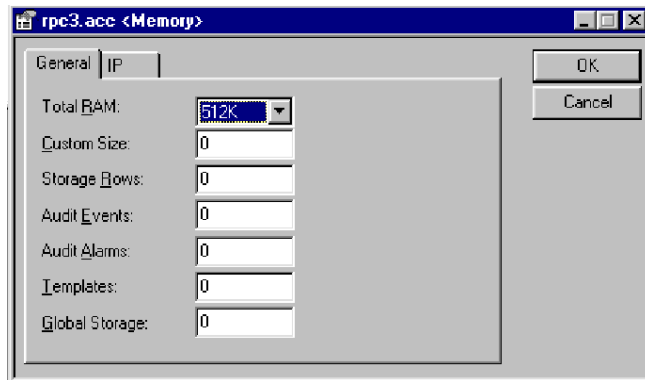 rpc3.acc <Memory>
General IP
OK
Cancel
Total RAM: 512K
Custom Size: 0
Storage Rows: 0
Audit Events: 0
Audit Alarms: 0
Templates: 0
Global Storage: 0